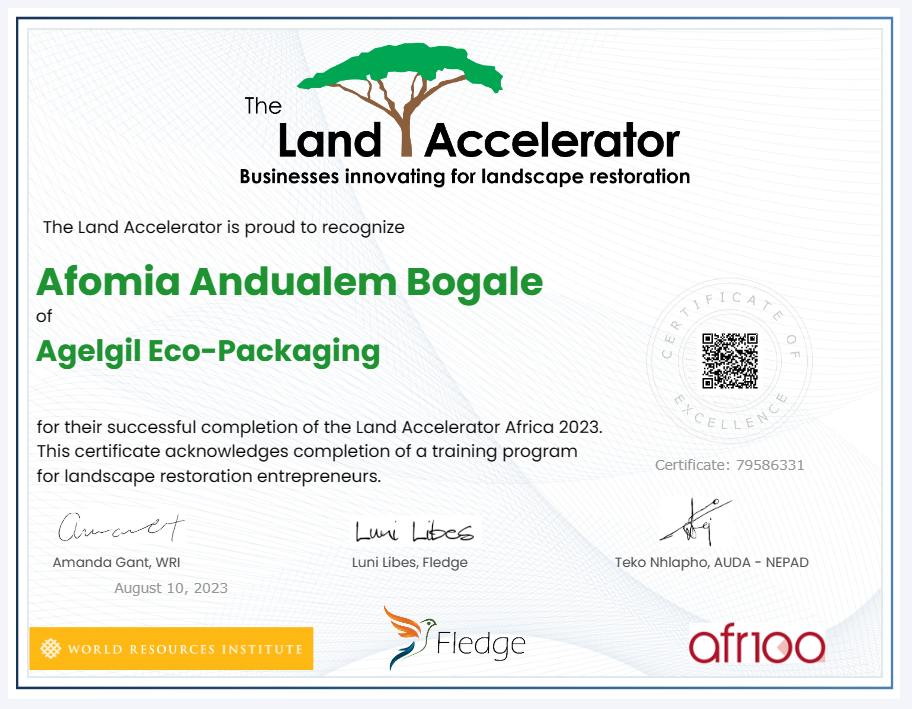 The
Land Accelerator
Businesses innovating for landscape restoration
The Land Accelerator is proud to recognize
Afomia Andualem Bogale
of
Agelgil Eco-Packaging
CERTIFICATE OF
EXCELLENCE
for their successful completion of the Land Accelerator Africa 2023.
This certificate acknowledges completion of a training program
for landscape restoration entrepreneurs.
Certificate: 79586331
Luni Libes
Amanda Gant, WRI
Luni Libes, Fledge
Teko Nhlapho, AUDA - NEPAD
August 10, 2023
WORLD RESOURCES INSTITUTE
Fledge
afr100